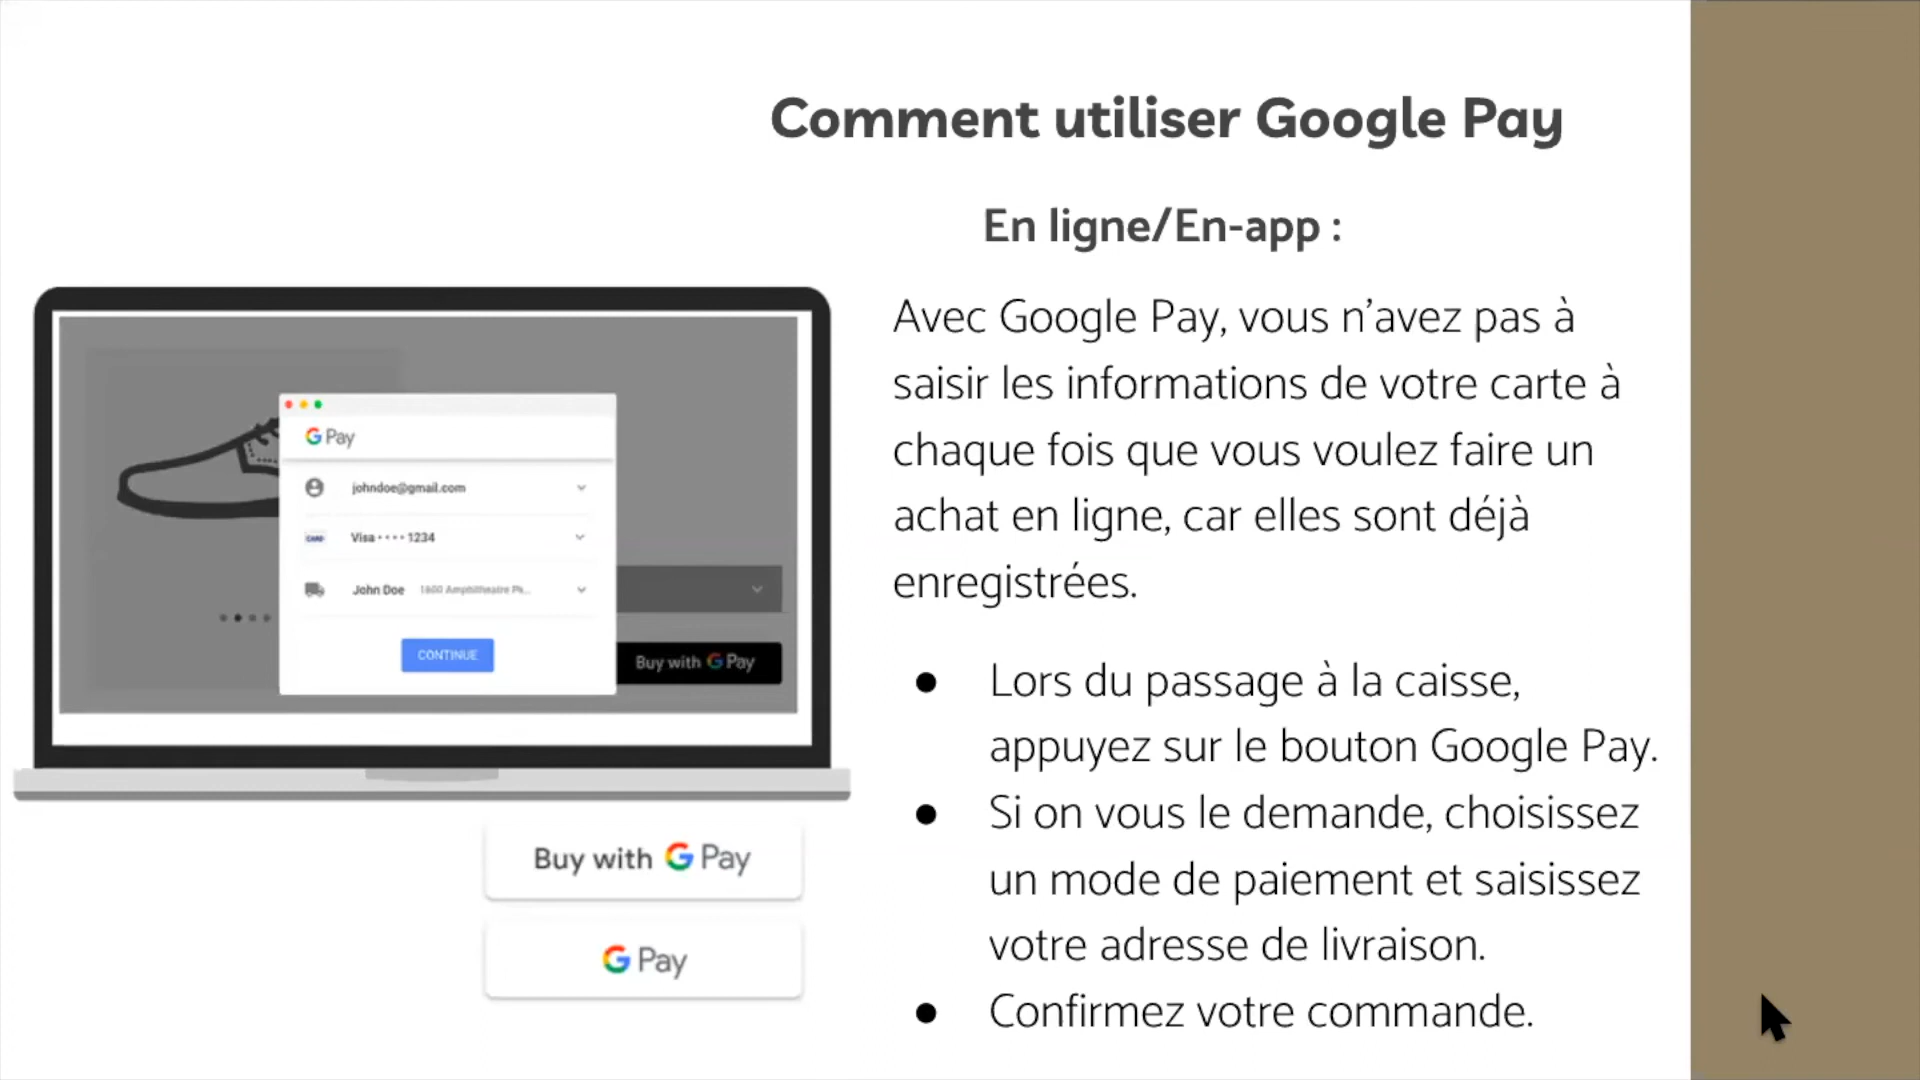 Comment utiliser Google Pay
En ligne/En-app :
Avec Google Pay, vous n'avez pas à
saisir les informations de votre carte à
chaque fois que vous voulez faire un
achat en ligne, car elles sont déjà
enregistrées.
● Lors du passage à la caisse,
appuyez sur le bouton Google Pay.
● Si on vous le demande, choisissez
un mode de paiement et saisissez
votre adresse de livraison.
● Confirmez votre commande.
G Pay
johndoe@gmail.com
CARD Visa •••• 1234
John Doe 1600 Amphitheatre Pk...
CONTINUE
Buy with G Pay
Buy with G Pay
G Pay